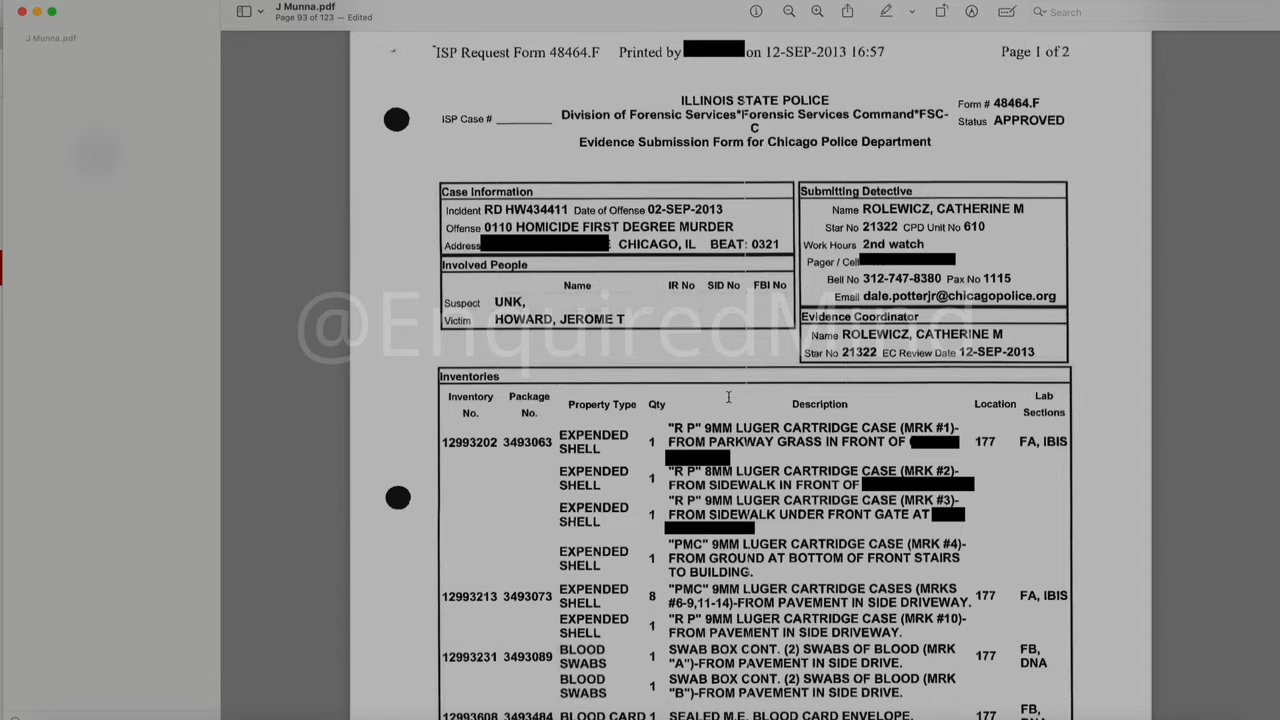 J Munna.pdf
Page 93 of 123 — Edited
Search
J Munna.pdf
ISP Request Form 48464.F Printed by on 12-SEP-2013 16:57 Page 1 of 2
ILLINOIS STATE POLICE
Division of Forensic Services*Forensic Services Command*FSC-
C
Evidence Submission Form for Chicago Police Department
ISP Case # ________
Form # 48464.F
Status APPROVED
Case Information
Incident RD HW434411 Date of Offense 02-SEP-2013
Offense 0110 HOMICIDE FIRST DEGREE MURDER
Address CHICAGO, IL BEAT: 0321
Involved People
Name IR No SID No FBI No
Suspect UNK,
Victim HOWARD, JEROME T
Submitting Detective
Name ROLEWICZ, CATHERINE M
Star No 21322 CPD Unit No 610
Work Hours 2nd watch
Pager / Cell
Bell No 312-747-8380 Pax No 1115
Email dale.potterjr@chicagopolice.org
Evidence Coordinator
Name ROLEWICZ, CATHERINE M
Star No 21322 EC Review Date 12-SEP-2013
@EnquiredMind
Inventories
Inventory No. Package No. Property Type Qty Description Location Lab Sections
12993202 3493063 EXPENDED SHELL 1 "R P" 9MM LUGER CARTRIDGE CASE (MRK #1)-
FROM PARKWAY GRASS IN FRONT OF 177 FA, IBIS
EXPENDED SHELL 1 "R P" 8MM LUGER CARTRIDGE CASE (MRK #2)-
FROM SIDEWALK IN FRONT OF
EXPENDED SHELL 1 "R P" 9MM LUGER CARTRIDGE CASE (MRK #3)-
FROM SIDEWALK UNDER FRONT GATE AT
EXPENDED SHELL 1 "PMC" 9MM LUGER CARTRIDGE CASE (MRK #4)-
FROM GROUND AT BOTTOM OF FRONT STAIRS
TO BUILDING.
12993213 3493073 EXPENDED SHELL 8 "PMC" 9MM LUGER CARTRIDGE CASES (MRKS
#6-9,11-14)-FROM PAVEMENT IN SIDE DRIVEWAY. 177 FA, IBIS
EXPENDED SHELL 1 "R P" 9MM LUGER CARTRIDGE CASE (MRK #10)-
FROM PAVEMENT IN SIDE DRIVEWAY.
12993231 3493089 BLOOD SWABS 1 SWAB BOX CONT. (2) SWABS OF BLOOD (MRK
"A")-FROM PAVEMENT IN SIDE DRIVE. 177 FB, DNA
BLOOD SWABS 1 SWAB BOX CONT. (2) SWABS OF BLOOD (MRK
"B")-FROM PAVEMENT IN SIDE DRIVE.
12993608 3493484 BLOOD CARD 1 SEALED M.E. BLOOD CARD ENVELOPE. 177 FB,